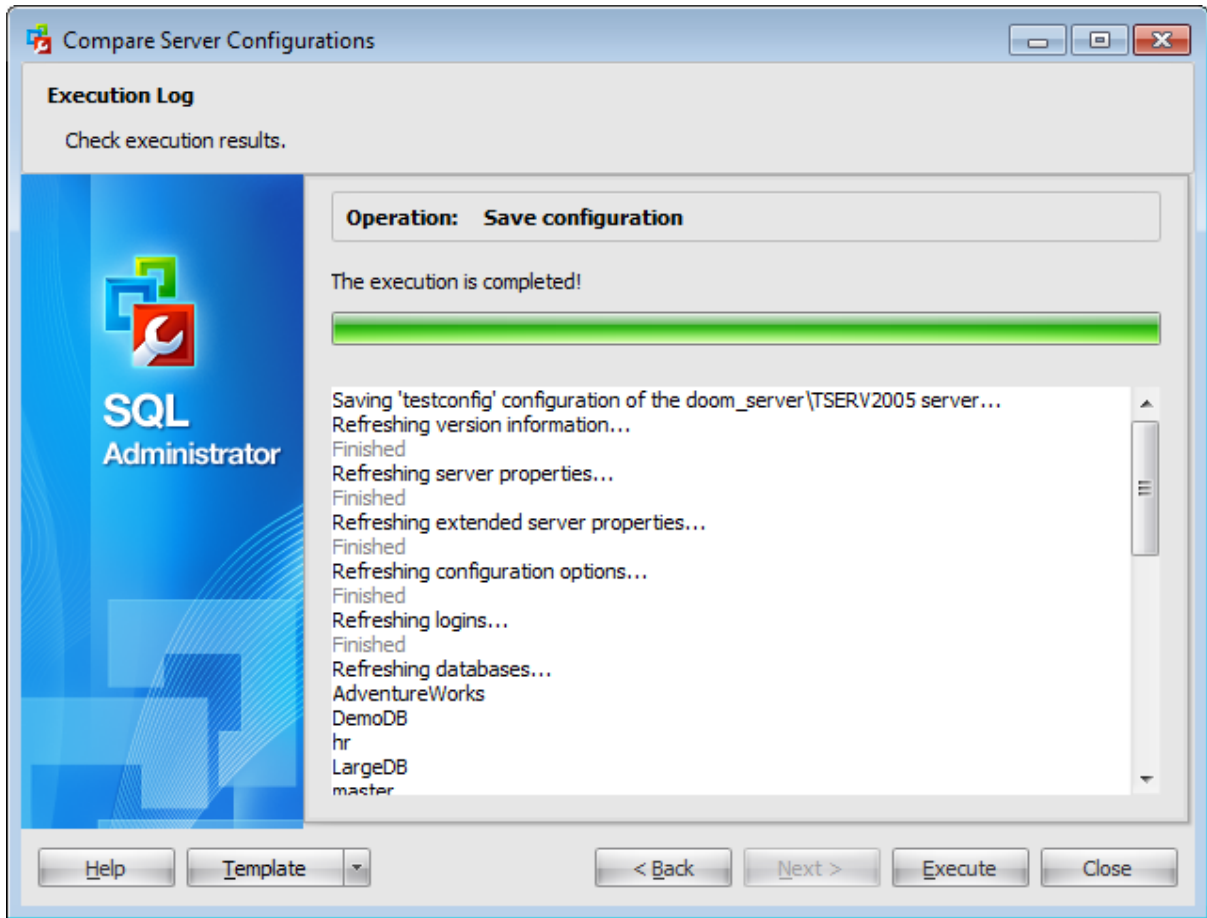 Compare Server Configurations
Execution Log
Check execution results.
SQL
Administrator
Operation: Save configuration
The execution is completed!
Saving 'testconfig' configuration of the doom_server\TSERV2005 server...
Refreshing version information...
Finished
Refreshing server properties...
Finished
Refreshing extended server properties...
Finished
Refreshing configuration options...
Finished
Refreshing logins...
Finished
Refreshing databases...
AdventureWorks
DemoDB
hr
LargeDB
master
Help Template < Back Next > Execute Close